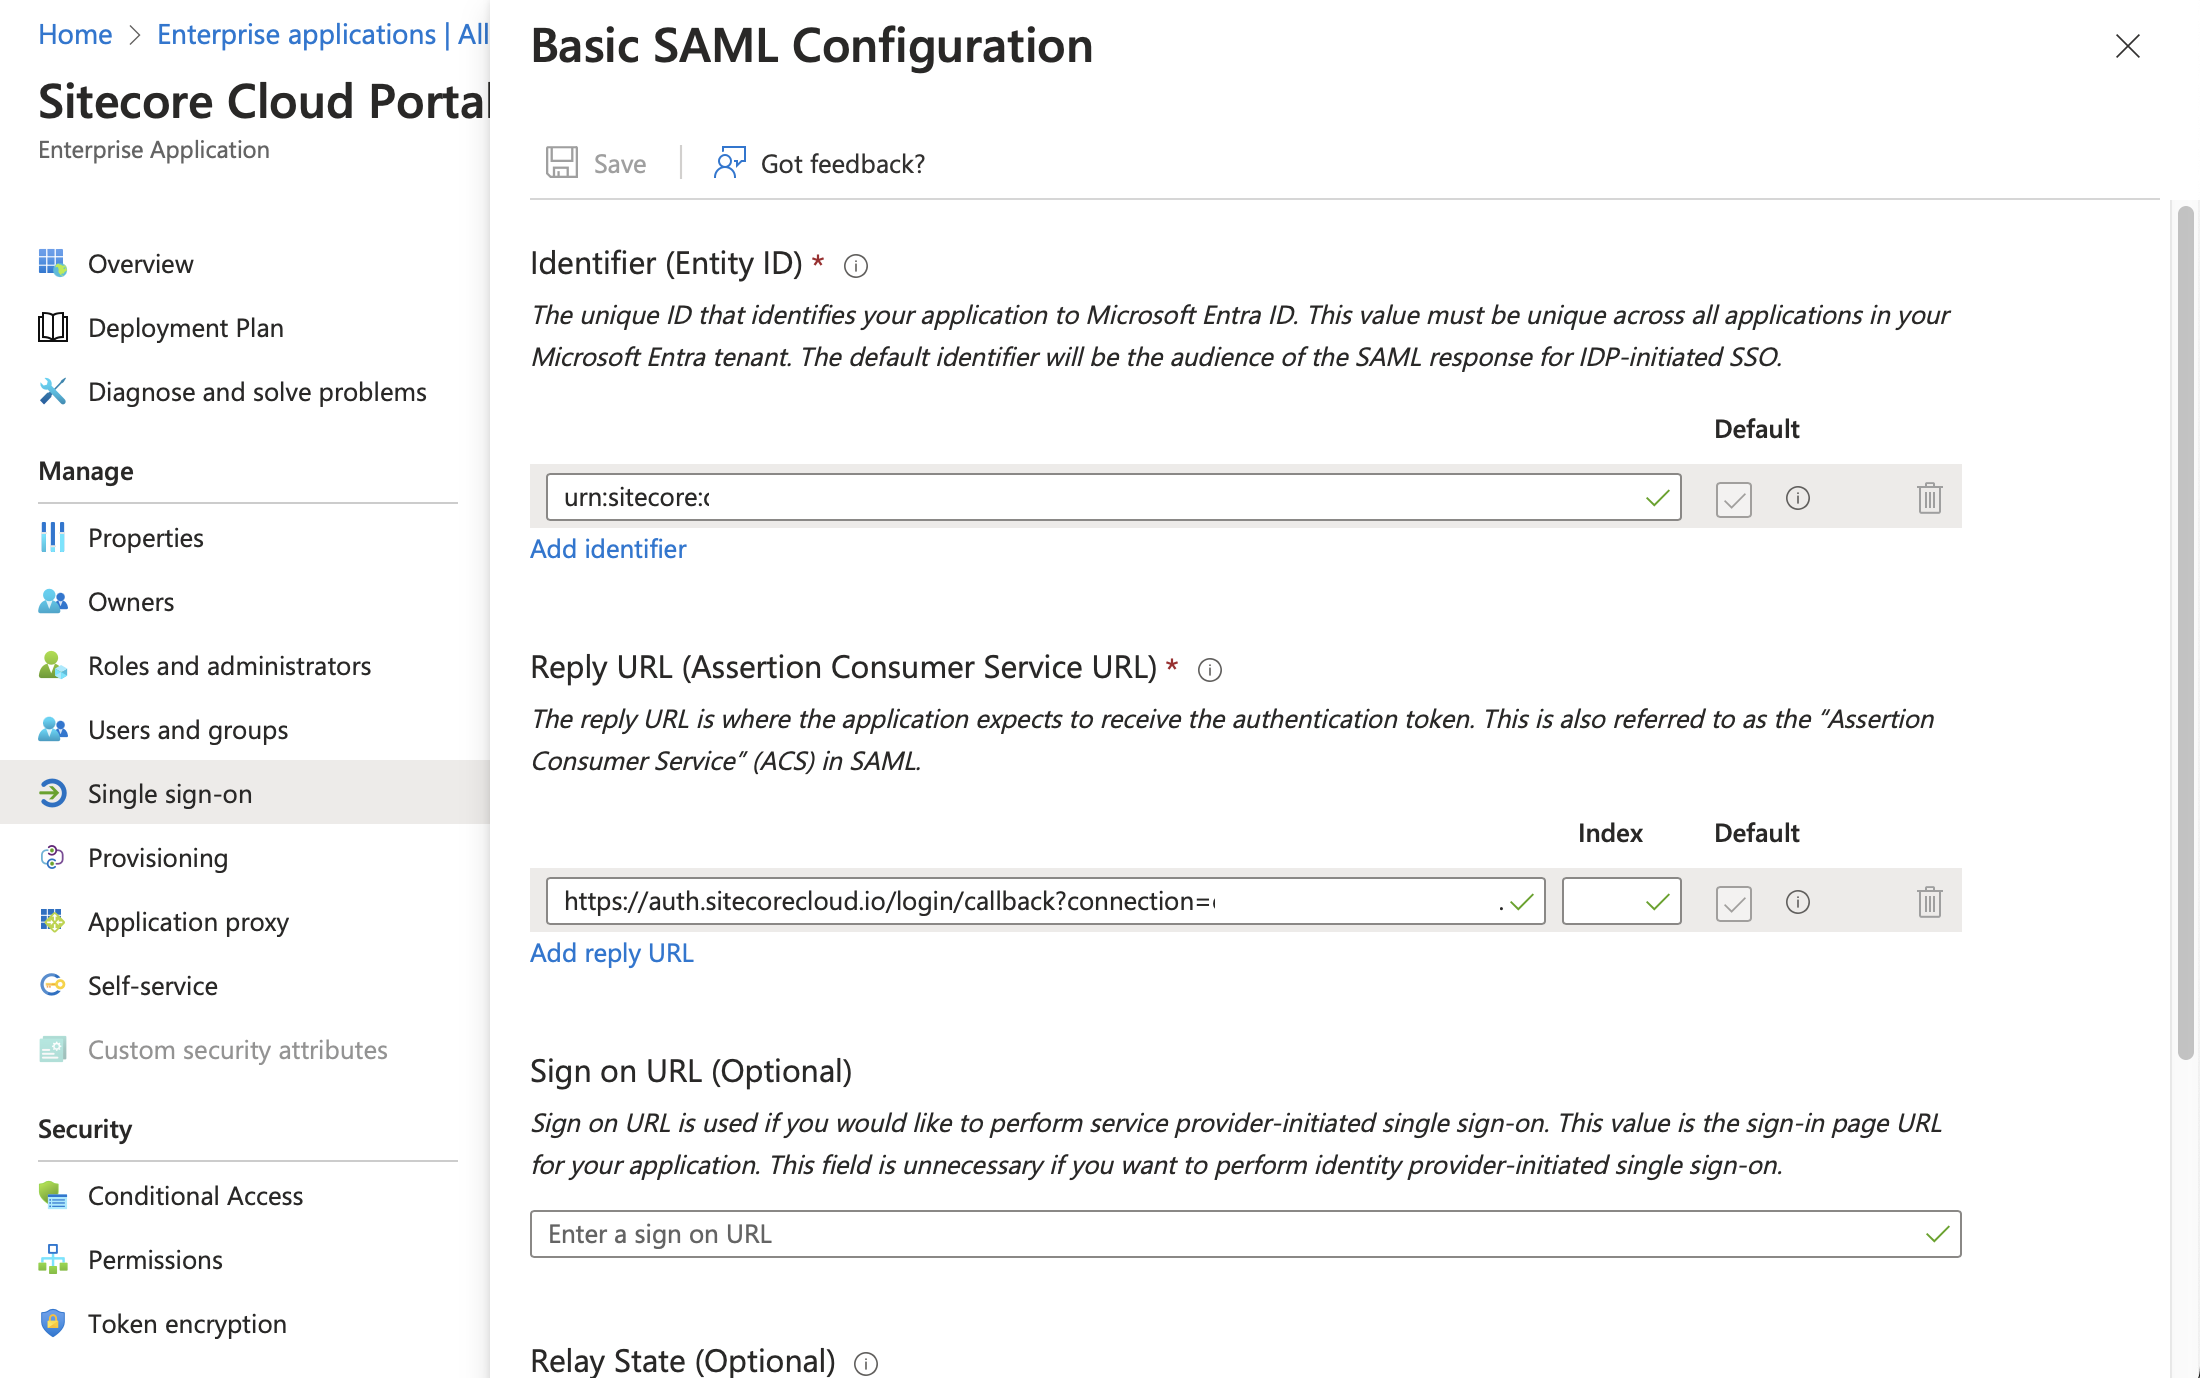 Home > Enterprise applications | All
Sitecore Cloud Portal
Enterprise Application
Overview
Deployment Plan
Diagnose and solve problems
Manage
Properties
Owners
Roles and administrators
Users and groups
Single sign-on
Provisioning
Application proxy
Self-service
Custom security attributes
Security
Conditional Access
Permissions
Token encryption
Basic SAML Configuration
Save
Got feedback?
Identifier (Entity ID) *
The unique ID that identifies your application to Microsoft Entra ID. This value must be unique across all applications in your
Microsoft Entra tenant. The default identifier will be the audience of the SAML response for IDP-initiated SSO.
Default
urn:sitecore:
Add identifier
Reply URL (Assertion Consumer Service URL) *
The reply URL is where the application expects to receive the authentication token. This is also referred to as the “Assertion
Consumer Service” (ACS) in SAML.
Index Default
https://auth.sitecorecloud.io/login/callback?connection=
Add reply URL
Sign on URL (Optional)
Sign on URL is used if you would like to perform service provider-initiated single sign-on. This value is the sign-in page URL
for your application. This field is unnecessary if you want to perform identity provider-initiated single sign-on.
Enter a sign on URL
Relay State (Optional)